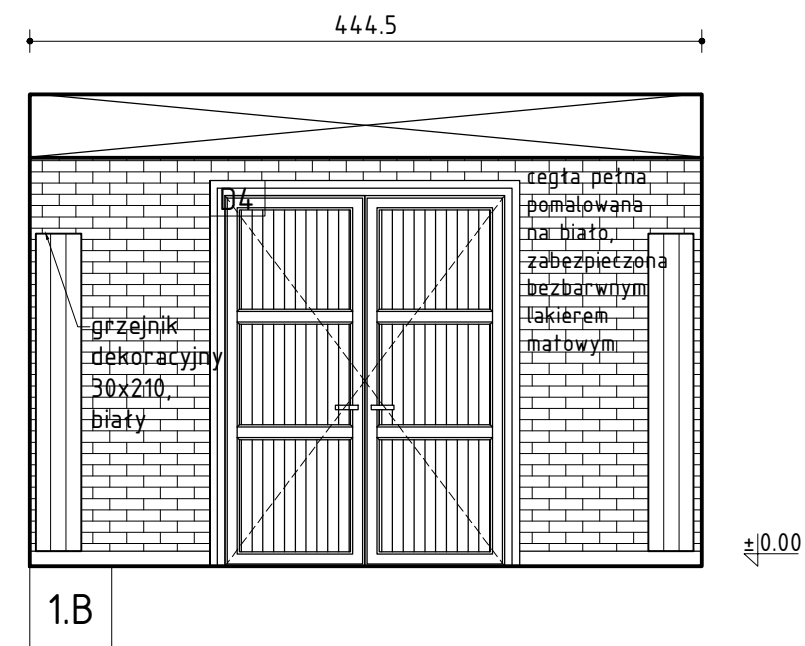 444.5
D4
cegła pełna
pomalowana
na biało,
zabezpieczona
bezbarwnym
lakierem
matowym
grzejnik
dekoracyjny
30x210,
biały
±0.00
1.B